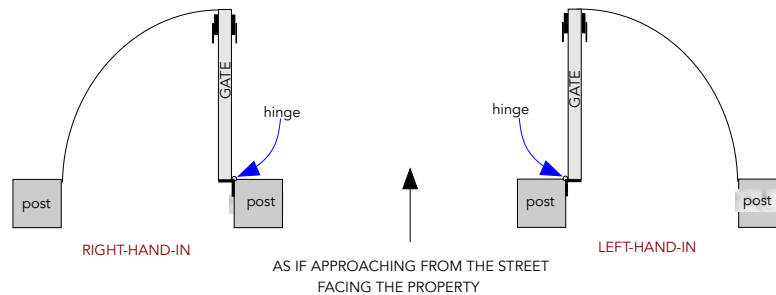 GATE
hinge
post
post
RIGHT-HAND-IN
AS IF APPROACHING FROM THE STREET
FACING THE PROPERTY
GATE
hinge
post
post
LEFT-HAND-IN